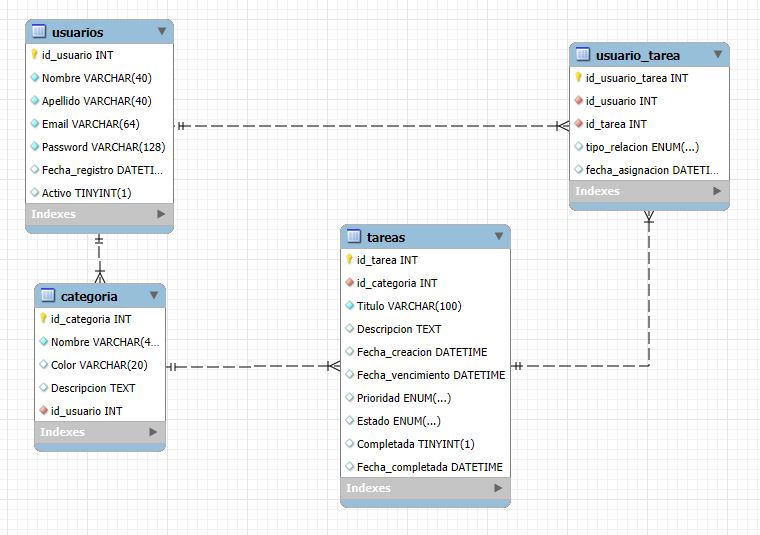 usuarios
id_usuario INT
Nombre VARCHAR(40)
Apellido VARCHAR(40)
Email VARCHAR(64)
Password VARCHAR(128)
Fecha_registro DATETI...
Activo TINYINT(1)
Indexes
usuario_tarea
id_usuario_tarea INT
id_usuario INT
id_tarea INT
tipo_relacion ENUM(...)
fecha_asignacion DATETI...
Indexes
categoria
id_categoria INT
Nombre VARCHAR(4...
Color VARCHAR(20)
Descripcion TEXT
id_usuario INT
Indexes
tareas
id_tarea INT
id_categoria INT
Titulo VARCHAR(100)
Descripcion TEXT
Fecha_creacion DATETIME
Fecha_vencimiento DATETIME
Prioridad ENUM(...)
Estado ENUM(...)
Completada TINYINT(1)
Fecha_completada DATETIME
Indexes